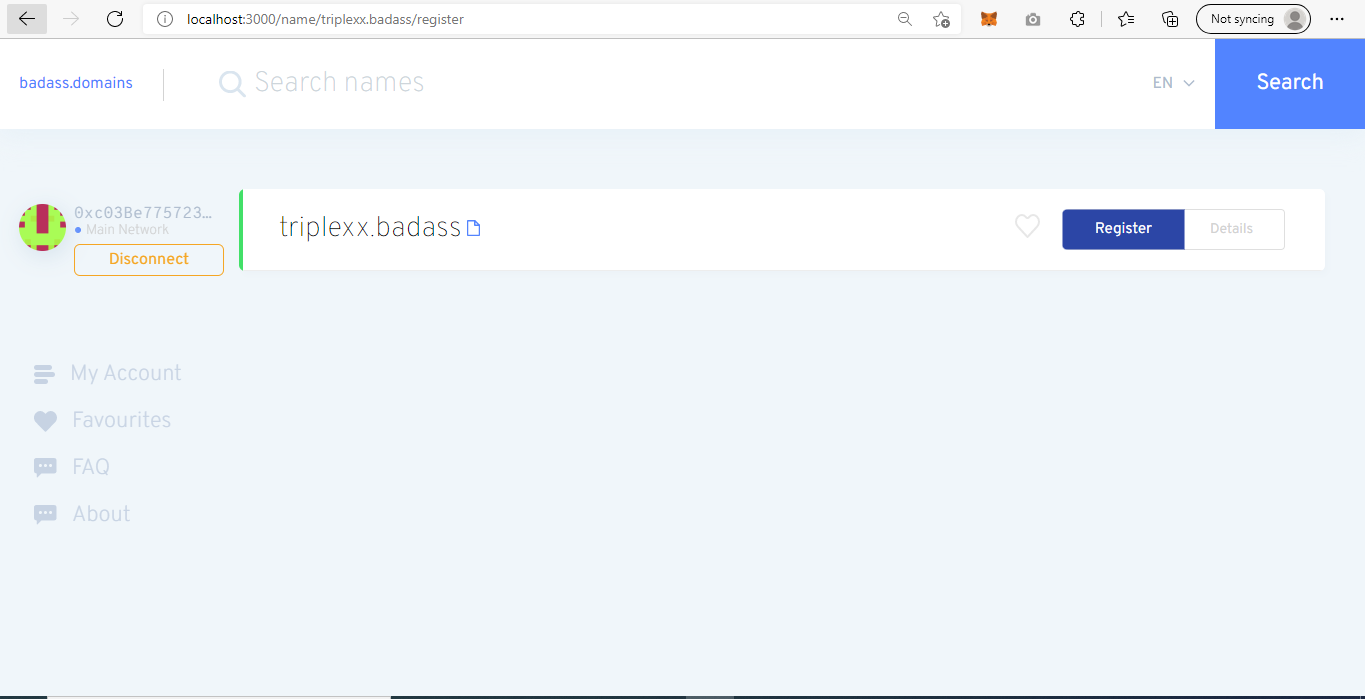 localhost:3000/name/triplexx.badass/register
Not syncing
badass.domains
Search names
EN
Search
0xc03Be775723...
Main Network
Disconnect
triplexx.badass
Register
Details
My Account
Favourites
FAQ
About